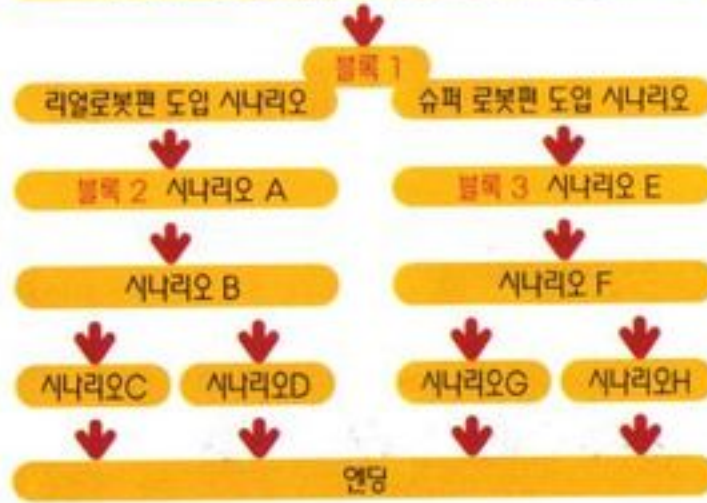 블록 1
리얼로봇편 도입 시나리오 슈퍼 로봇편 도입 시나리오
블록 2 시나리오 A 블록 3 시나리오 E
시나리오 B 시나리오 F
시나리오C 시나리오D 시나리오G 시나리오H
엔딩